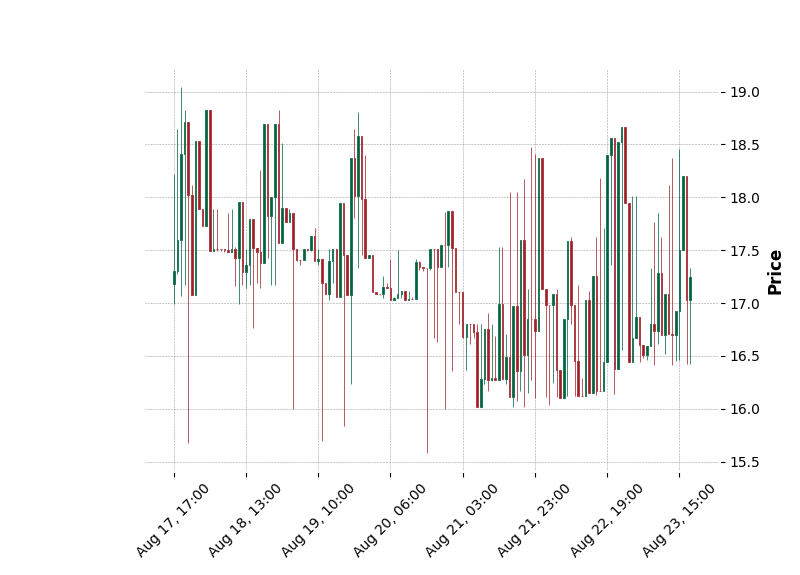 19.0
18.5
18.0
17.5
17.0
16.5
16.0
15.5
Price
Aug 17, 17:00
Aug 18, 13:00
Aug 19, 10:00
Aug 20, 06:00
Aug 21, 03:00
Aug 21, 23:00
Aug 22, 19:00
Aug 23, 15:00